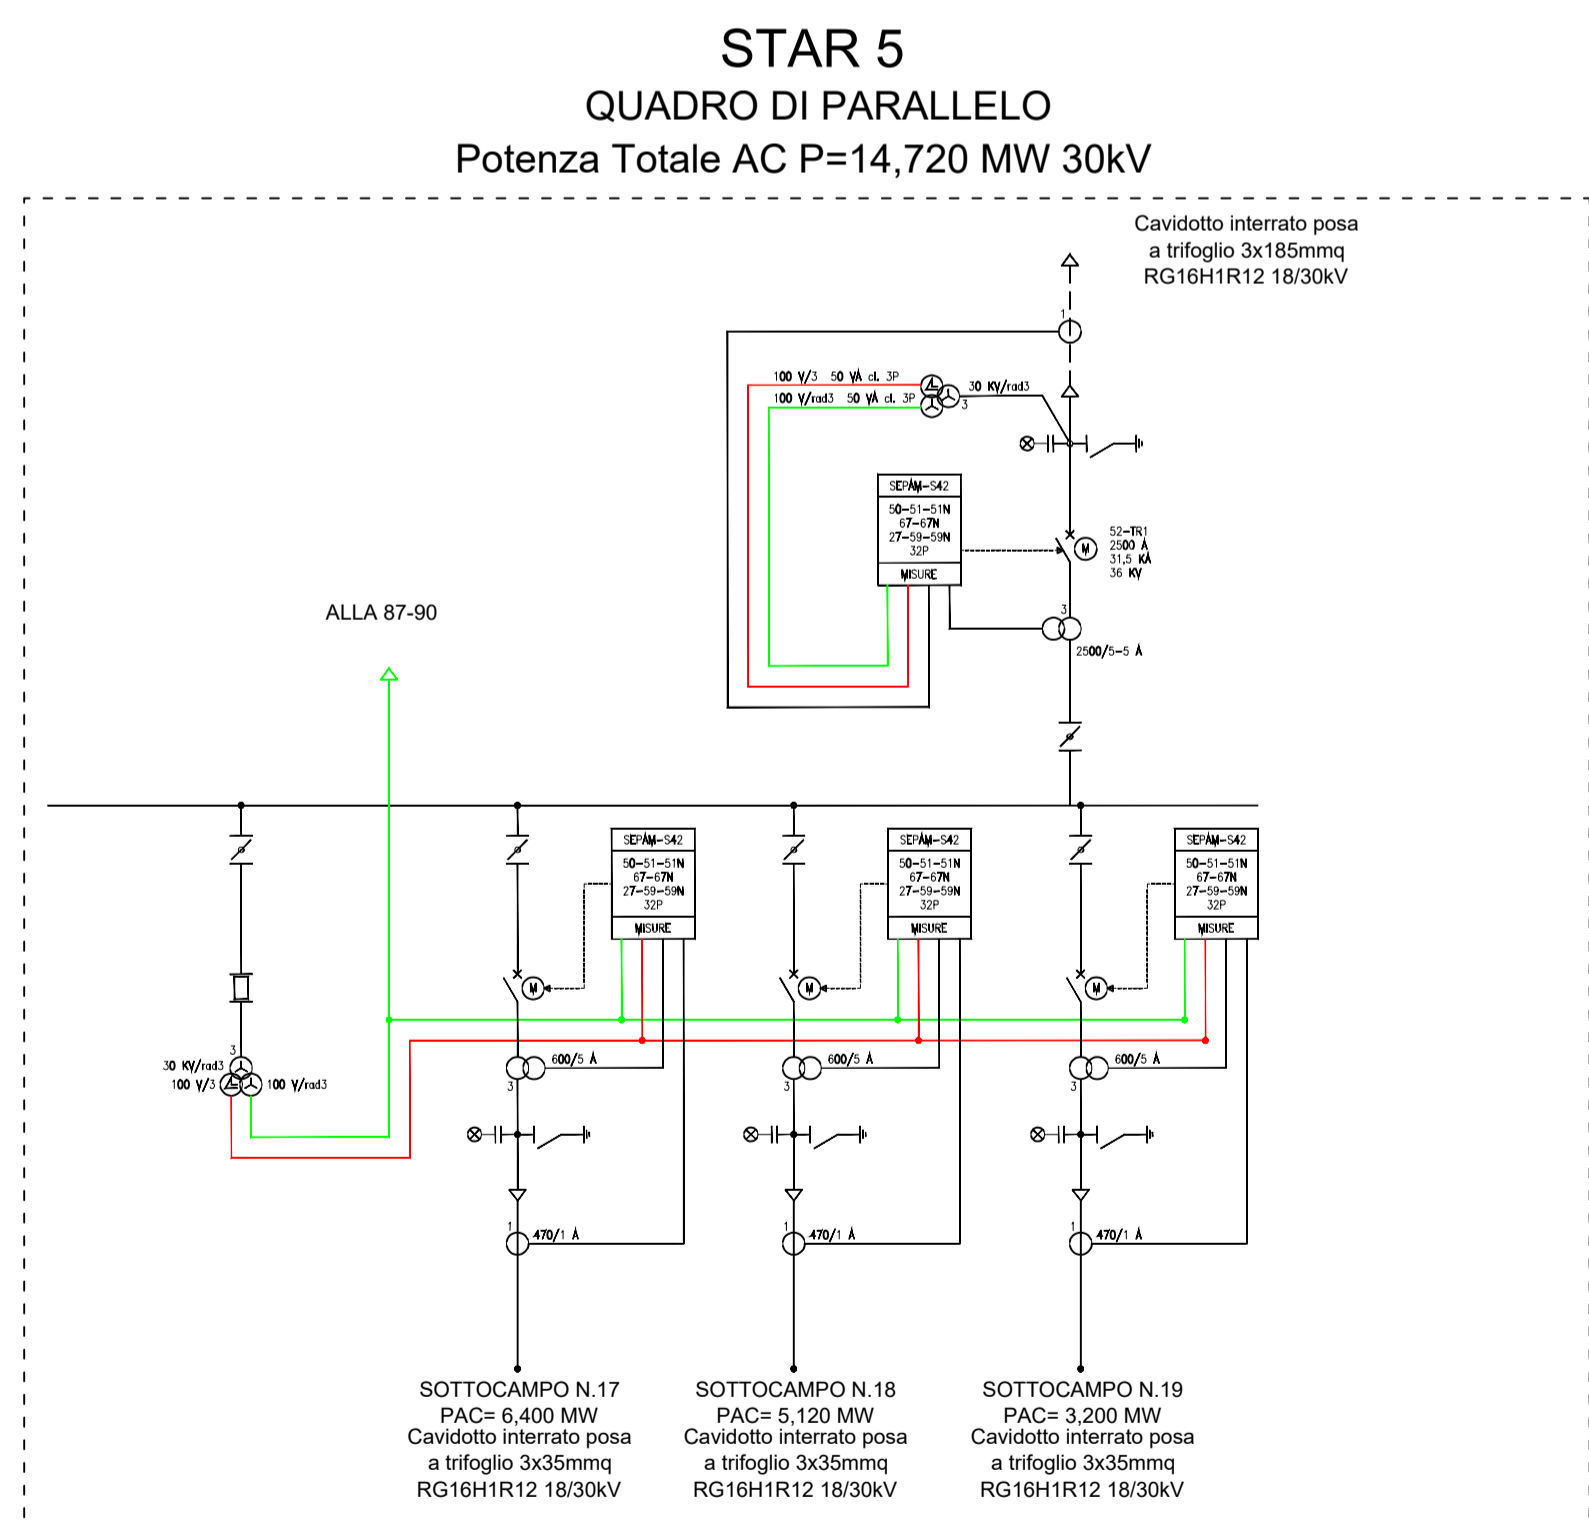 STAR 5
QUADRO DI PARALLELO
Potenza Totale AC P=14,720 MW 30kV
Cavidotto interrato posa
a trifoglio 3x185mmq
RG16H1R12 18/30kV
1
100 V/3 50 VA cl. 3P
30 KV/rad3
100 V/rad3 50 VA cl. 3P
3
SEPAM-S42
50-51-51N
67-67N
27-59-59N
32P
MISURE
M
52-TR1
2500 A
31,5 KA
36 KV
3
2500/5-5 A
ALLA 87-90
SEPAM-S42
50-51-51N
67-67N
27-59-59N
32P
MISURE
SEPAM-S42
50-51-51N
67-67N
27-59-59N
32P
MISURE
SEPAM-S42
50-51-51N
67-67N
27-59-59N
32P
MISURE
M
M
M
3
30 KV/rad3
100 V/3
100 V/rad3
600/5 A
3
600/5 A
3
600/5 A
3
1
470/1 A
1
470/1 A
1
470/1 A
SOTTOCAMPO N.17
PAC= 6,400 MW
Cavidotto interrato posa
a trifoglio 3x35mmq
RG16H1R12 18/30kV
SOTTOCAMPO N.18
PAC= 5,120 MW
Cavidotto interrato posa
a trifoglio 3x35mmq
RG16H1R12 18/30kV
SOTTOCAMPO N.19
PAC= 3,200 MW
Cavidotto interrato posa
a trifoglio 3x35mmq
RG16H1R12 18/30kV